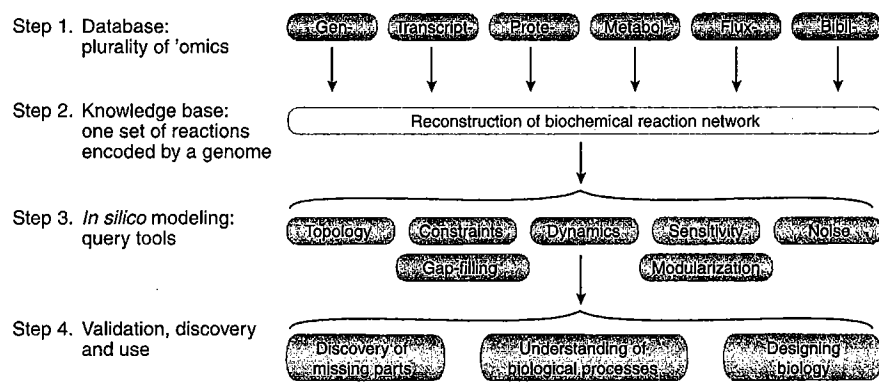 Step 1. Database:
plurality of 'omics
Gen- Transcript- Prote- Metabol- Flux- Bibli-
Step 2. Knowledge base:
one set of reactions
encoded by a genome
Reconstruction of biochemical reaction network
Step 3. In silico modeling:
query tools
Topology Constraints Dynamics Sensitivity Noise
Gap-filling Modularization
Step 4. Validation, discovery
and use
Discovery of
missing parts
Understanding of
biological processes
Designing
biology